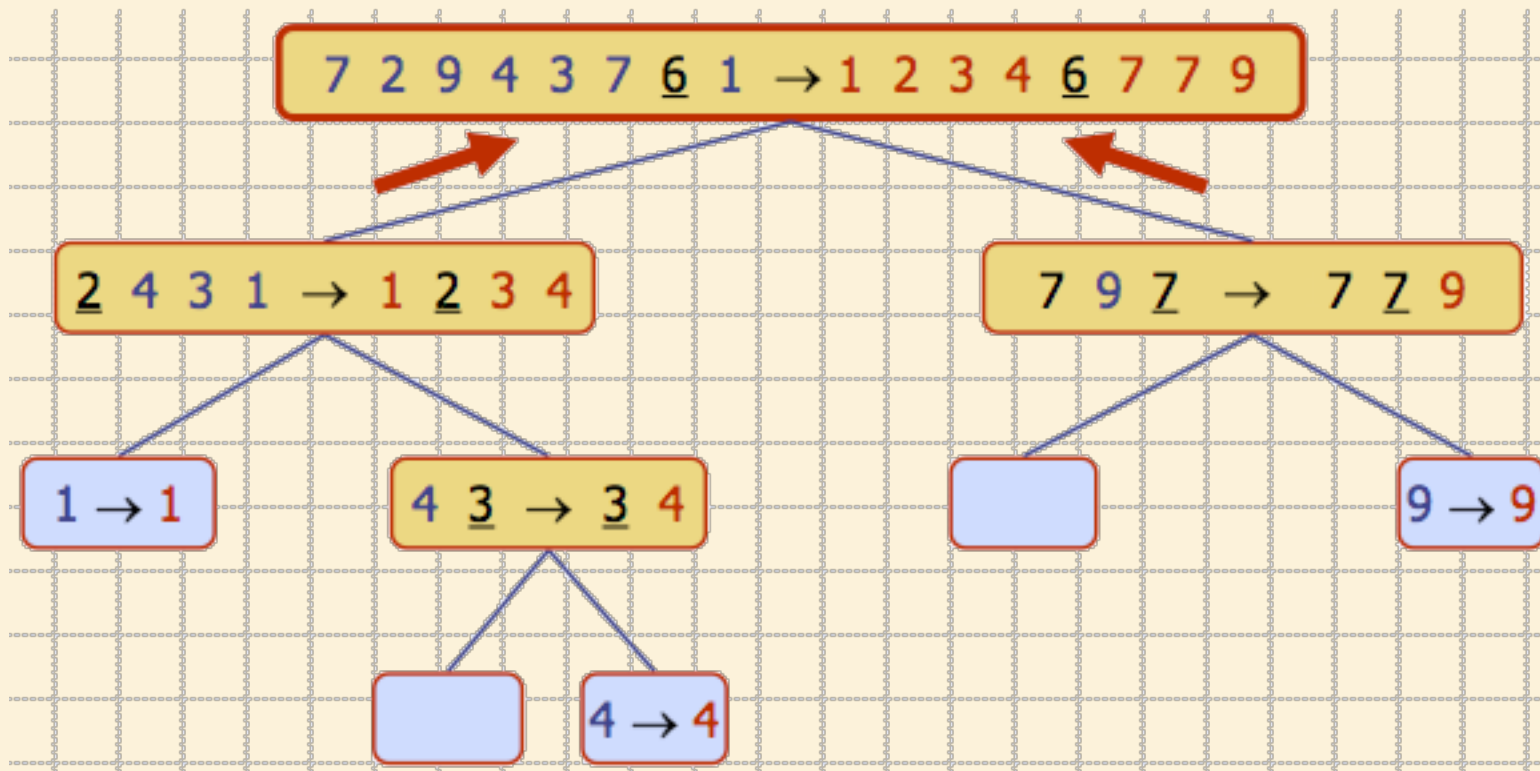 7 2 9 4 3 7 6 1 → 1 2 3 4 6 7 7 9
2 4 3 1 → 1 2 3 4
7 9 7 → 7 7 9
1 → 1
4 3 → 3 4
9 → 9
4 → 4